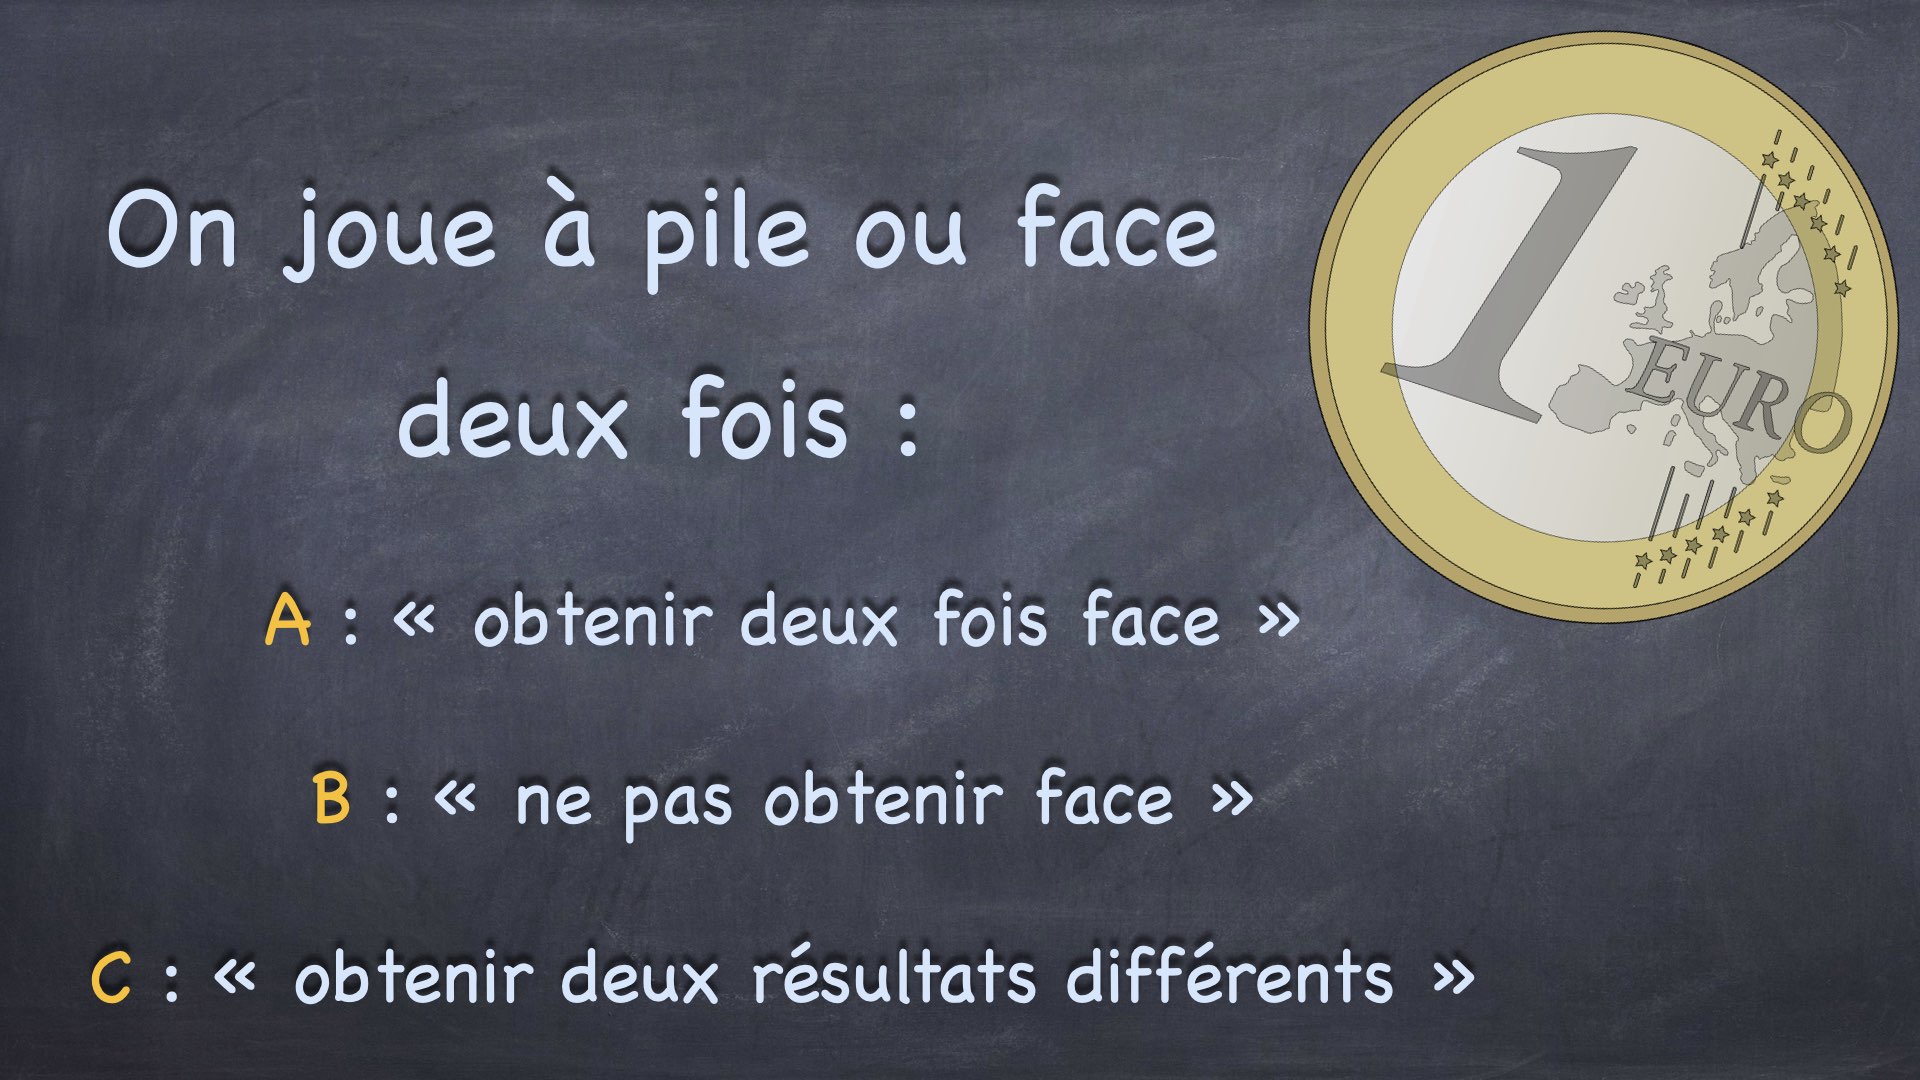 On joue à pile ou face
deux fois :
1
EURO
A : « obtenir deux fois face »
B : « ne pas obtenir face »
C : « obtenir deux résultats différents »